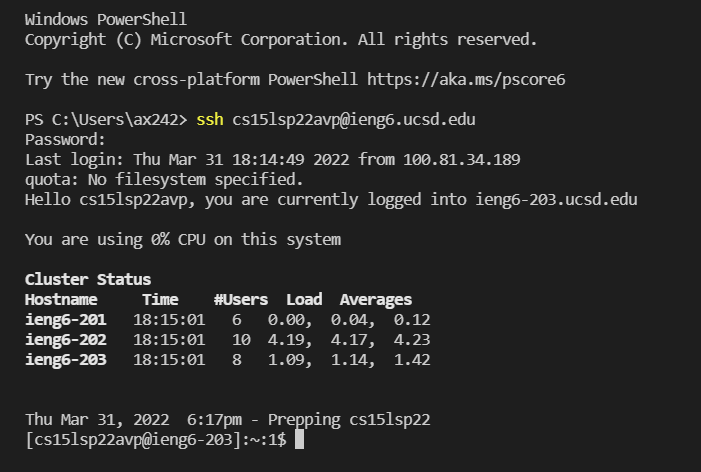 Windows PowerShell
Copyright (C) Microsoft Corporation. All rights reserved.
Try the new cross-platform PowerShell https://aka.ms/pscore6
PS C:\Users\ax242> ssh cs15lsp22avp@ieng6.ucsd.edu
Password:
Last login: Thu Mar 31 18:14:49 2022 from 100.81.34.189
quota: No filesystem specified.
Hello cs15lsp22avp, you are currently logged into ieng6-203.ucsd.edu
You are using 0% CPU on this system
Cluster Status
Hostname     Time    #Users  Load  Averages
ieng6-201   18:15:01   6   0.00,  0.04,  0.12
ieng6-202   18:15:01   10  4.19,  4.17,  4.23
ieng6-203   18:15:01   8   1.09,  1.14,  1.42
Thu Mar 31, 2022  6:17pm - Prepping cs15lsp22
[cs15lsp22avp@ieng6-203]:~:1$